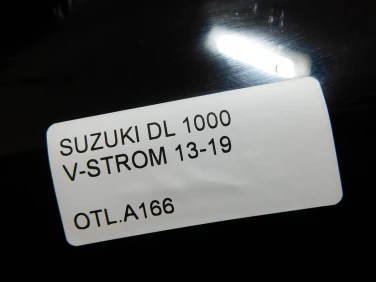 SUZUKI DL 1000
V-STROM 13-19
OTL.A166